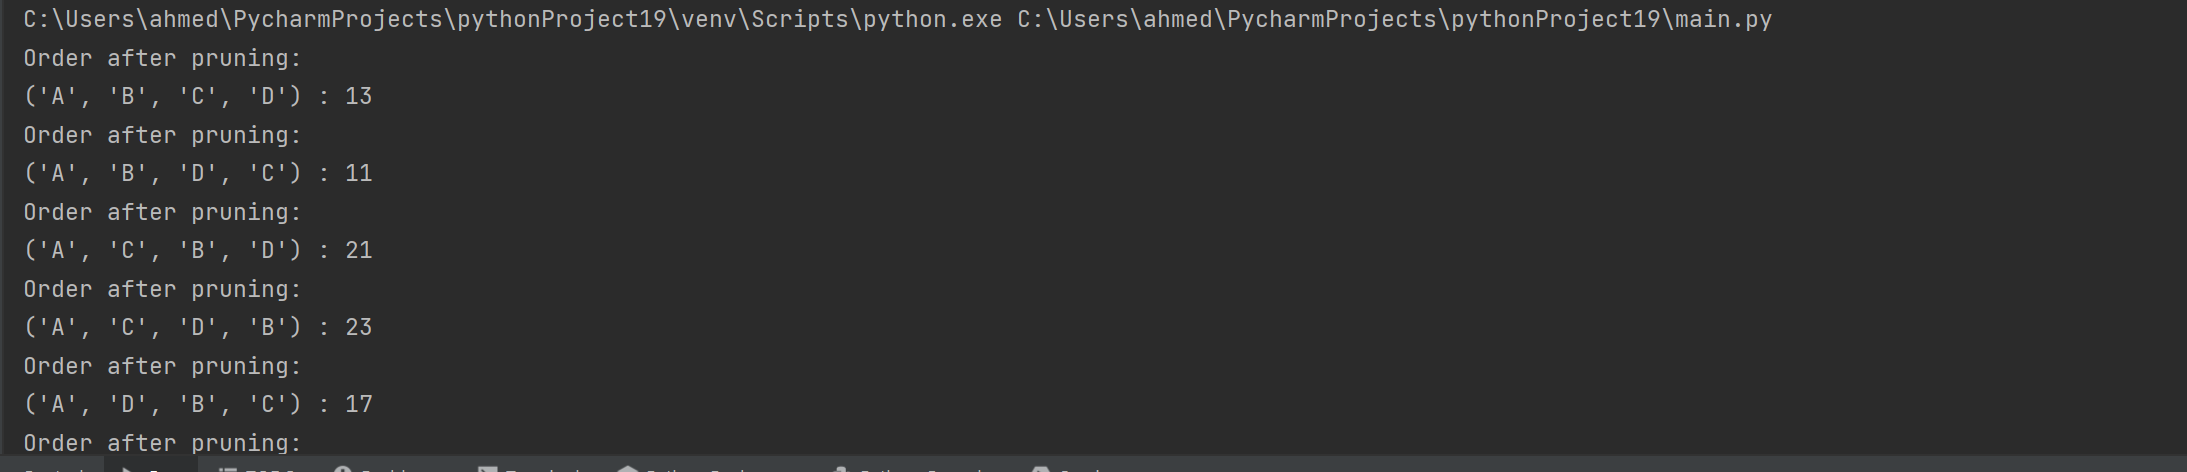 C:\Users\ahmed\PycharmProjects\pythonProject19\venv\Scripts\python.exe C:\Users\ahmed\PycharmProjects\pythonProject19\main.py
Order after pruning:
('A', 'B', 'C', 'D') : 13
Order after pruning:
('A', 'B', 'D', 'C') : 11
Order after pruning:
('A', 'C', 'B', 'D') : 21
Order after pruning:
('A', 'C', 'D', 'B') : 23
Order after pruning:
('A', 'D', 'B', 'C') : 17
Order after pruning: